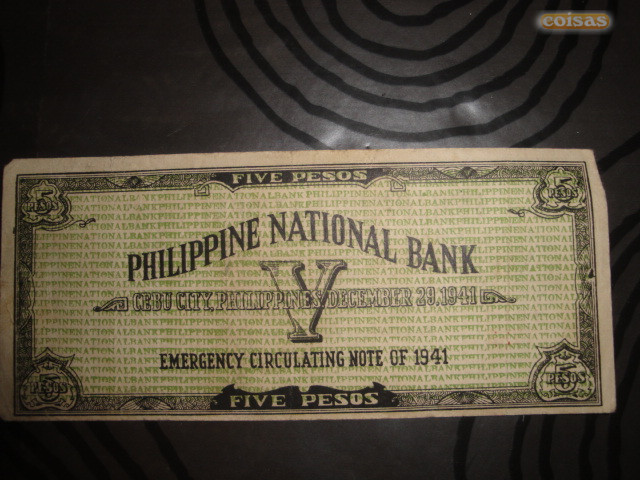 coisas
FIVE PESOS
5 5
PESOS PESOS
PHILIPPINE NATIONAL BANK
V
CEBU CITY, PHILIPPINES, DECEMBER 29, 1941
EMERGENCY CIRCULATING NOTE OF 1941
5 PESOS
PESOS 5
FIVE PESOS